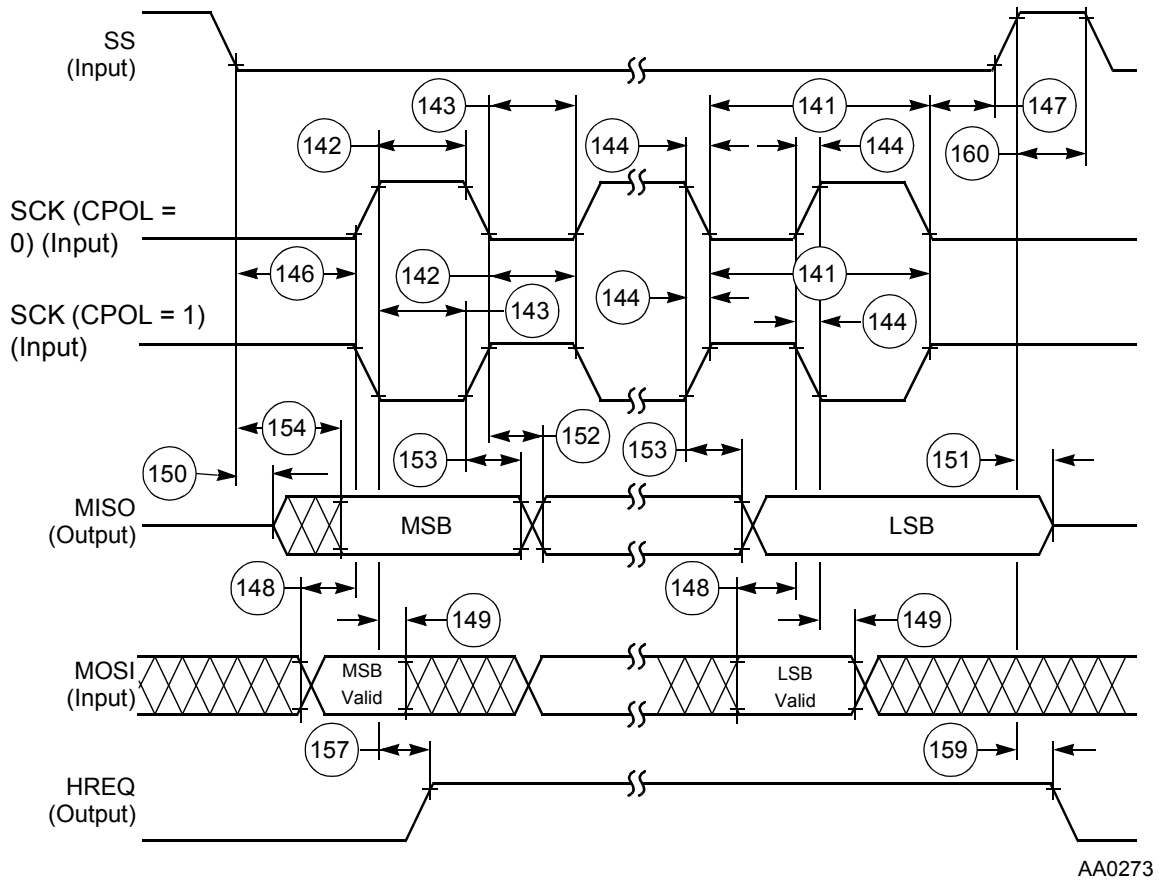 SS
(Input)
143
141
147
142
144
144
160
SCK (CPOL =
0) (Input)
146
142
141
144
SCK (CPOL = 1)
(Input)
143
144
154
152
153
153
150
151
MISO
(Output)
MSB
LSB
148
148
149
149
MOSI
(Input)
MSB
Valid
LSB
Valid
157
159
HREQ
(Output)
AA0273